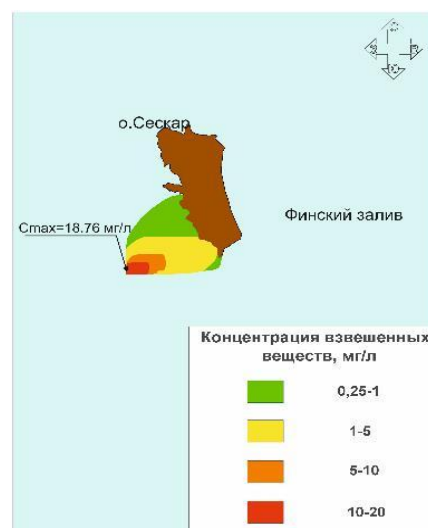 о.Сескар
Финский залив
Cmax=18.76 мг/л
Концентрация взвешенных
веществ, мг/л
0,25-1
1-5
5-10
10-20